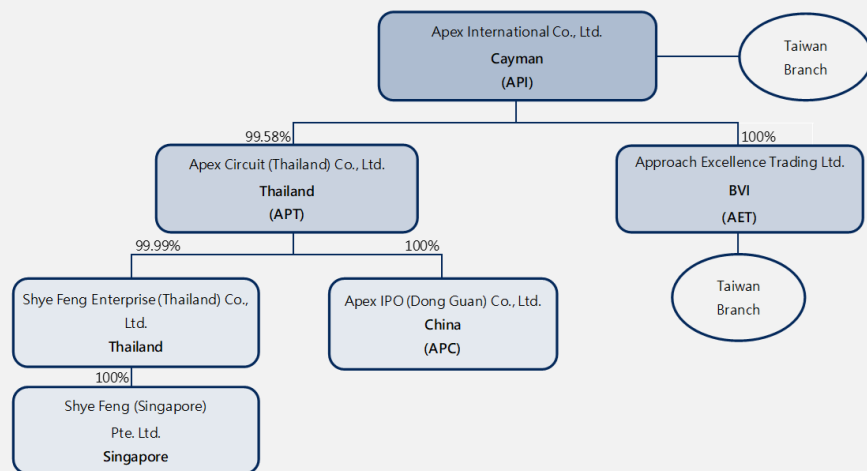 Apex International Co., Ltd.
Cayman
(API)
Taiwan
Branch
99.58%
100%
Apex Circuit (Thailand) Co., Ltd.
Thailand
(APT)
Approach Excellence Trading Ltd.
BVI
(AET)
99.99%
100%
Shye Feng Enterprise (Thailand) Co.,
Ltd.
Thailand
Apex IPO (Dong Guan) Co., Ltd.
China
(APC)
Taiwan
Branch
100%
Shye Feng (Singapore)
Pte. Ltd.
Singapore